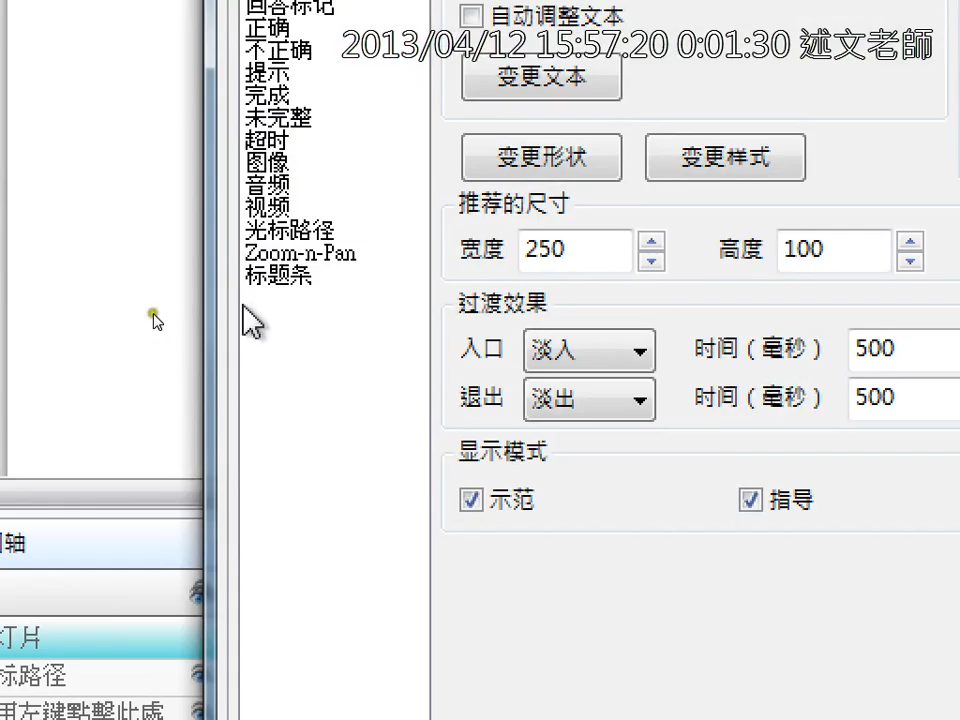 回答标记
正确
不正确
提示
完成
未完整
超时
图像
音频
视频
光标路径
Zoom-n-Pan
标题条
自动调整文本
2013/04/12 15:57:20 0:01:30 述文老師
变更文本
变更形状 变更样式
推荐的尺寸
宽度 250 高度 100
过渡效果
入口 淡入 时间（毫秒） 500
退出 淡出 时间（毫秒） 500
显示模式
示范 指导
轴
灯片
标路径
用左鍵點擊此處